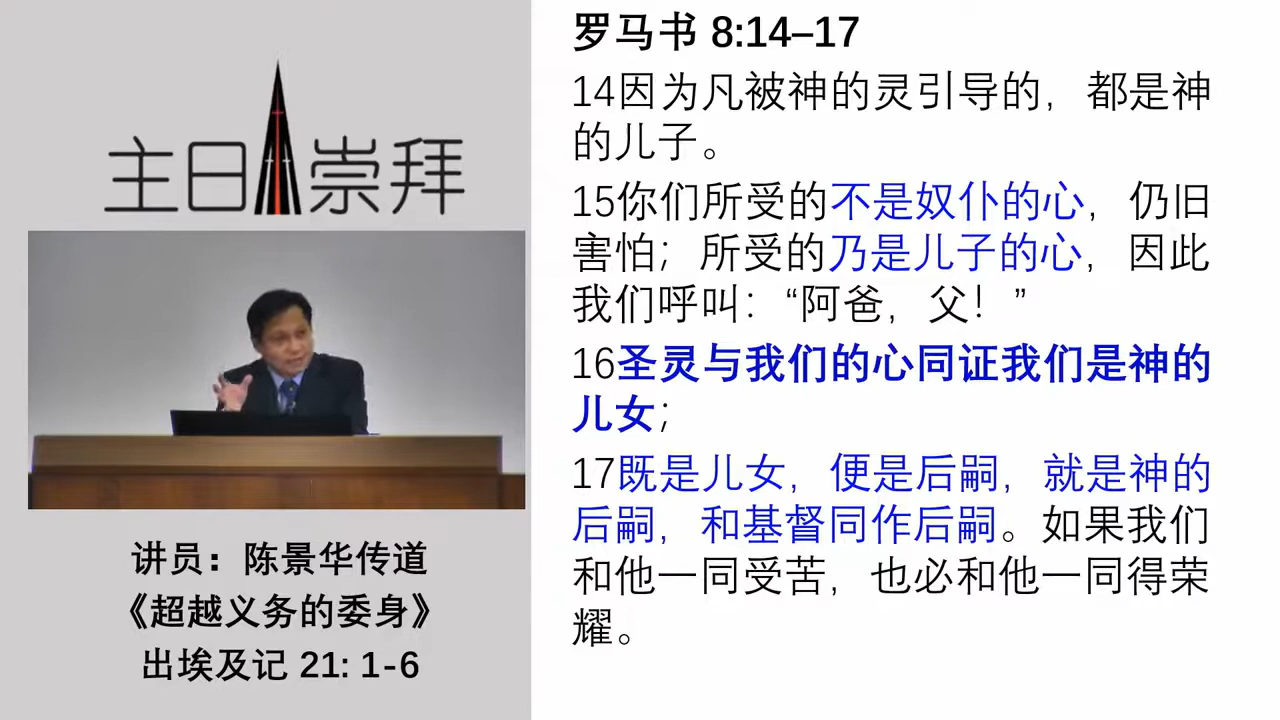 主日崇拜
讲员：陈景华传道
《超越义务的委身》
出埃及记 21: 1-6
罗马书 8:14–17
14因为凡被神的灵引导的，都是神
的儿子。
15你们所受的不是奴仆的心，仍旧
害怕；所受的乃是儿子的心，因此
我们呼叫：“阿爸，父！”
16圣灵与我们的心同证我们是神的
儿女；
17既是儿女，便是后嗣，就是神的
后嗣，和基督同作后嗣。如果我们
和他一同受苦，也必和他一同得荣
耀。